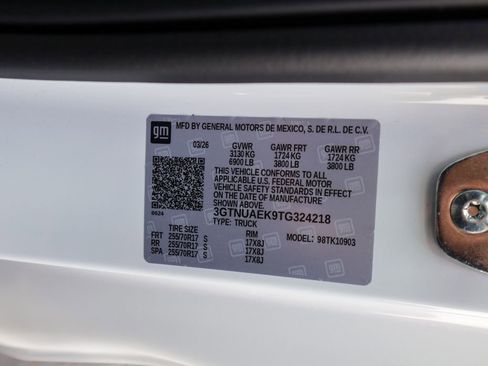 gm
MFD BY GENERAL MOTORS DE MEXICO, S. DE R.L. DE C.V.
03/26 GVWR GAWR FRT GAWR RR
3130 KG 1724 KG 1724 KG
6900 LB 3800 LB 3800 LB
THIS VEHICLE CONFORMS TO ALL
APPLICABLE U.S. FEDERAL MOTOR
VEHICLE SAFETY STANDARDS IN EFFECT
ON THE DATE OF MANUFACTURE
SHOWN ABOVE.
0624 3GTNUAEK9TG324218
TYPE: TRUCK
TIRE SIZE RIM MODEL: 98TK10903
FRT 255/70R17 S 17X8J
RR 255/70R17 S 17X8J
SPA 255/70R17 S 17X8J